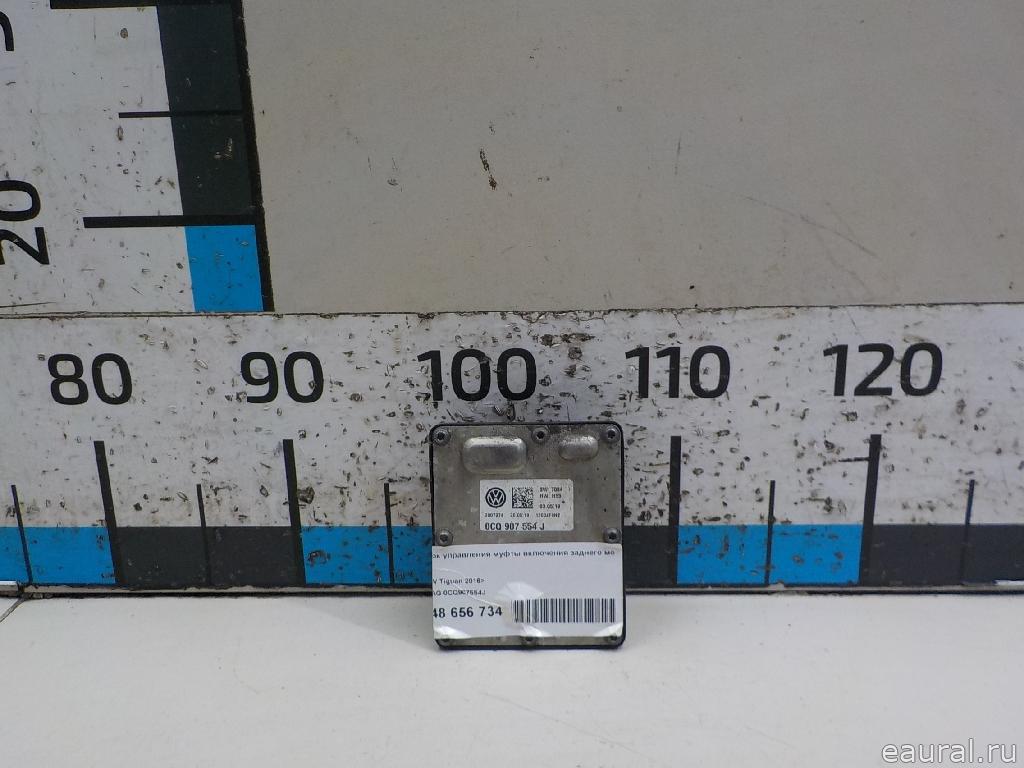 20
80 90 100 110 120
0CQ 907 554 J
ок управления муфты включения заднего мо
V Tiguan 2016>
AG 0CQ907554J
48 656 734
eaural.ru